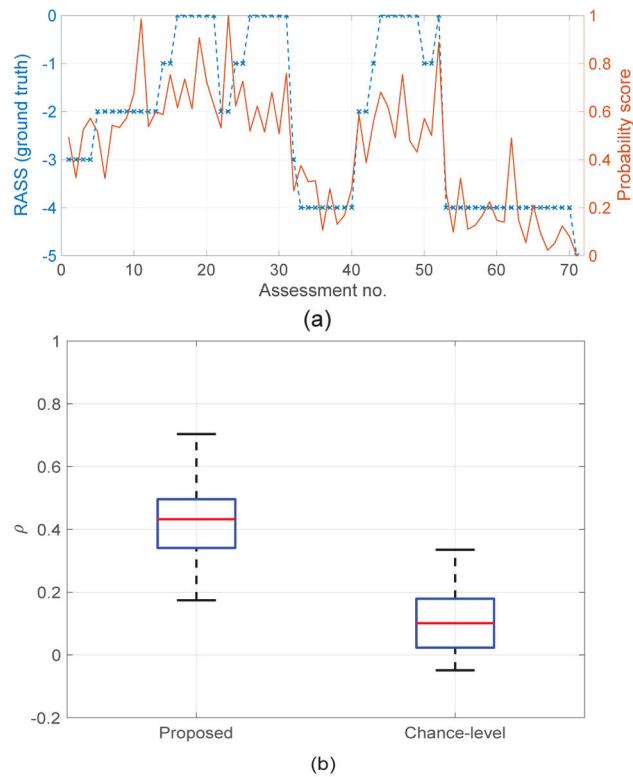 0
-1
-2
-3
-4
-5
RASS (ground truth)
1
0.8
0.6
0.4
0.2
0
Probability score
0 10 20 30 40 50 60 70
Assessment no.
(a)
1
0.8
0.6
0.4
0.2
0
-0.2
ρ
Proposed Chance-level
(b)